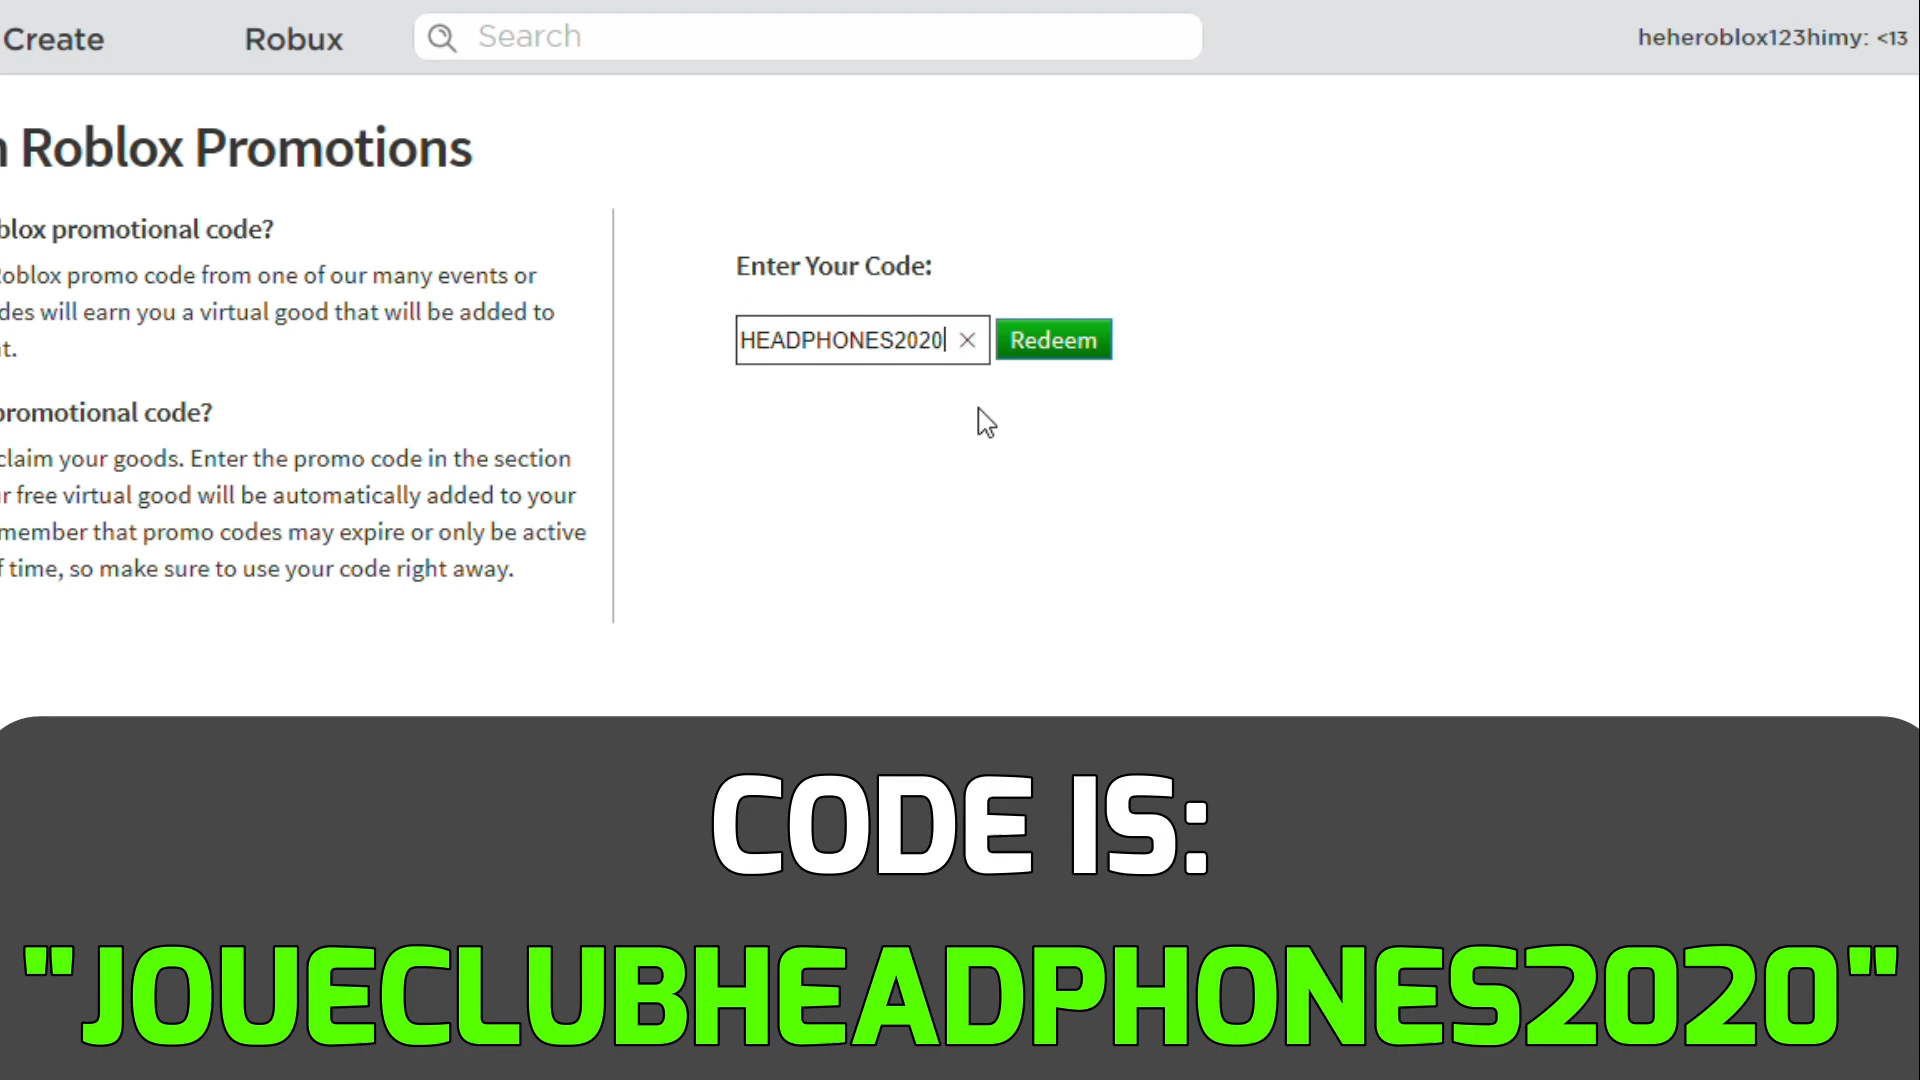 Create
Robux
Search
heheroblox123himy: <13
Roblox Promotions
blox promotional code?
oblox promo code from one of our many events or
des will earn you a virtual good that will be added to
t.
Enter Your Code:
HEADPHONES2020
Redeem
promotional code?
claim your goods. Enter the promo code in the section
r free virtual good will be automatically added to your
member that promo codes may expire or only be active
f time, so make sure to use your code right away.
CODE IS:
"JOUECLUBHEADPHONES2020"